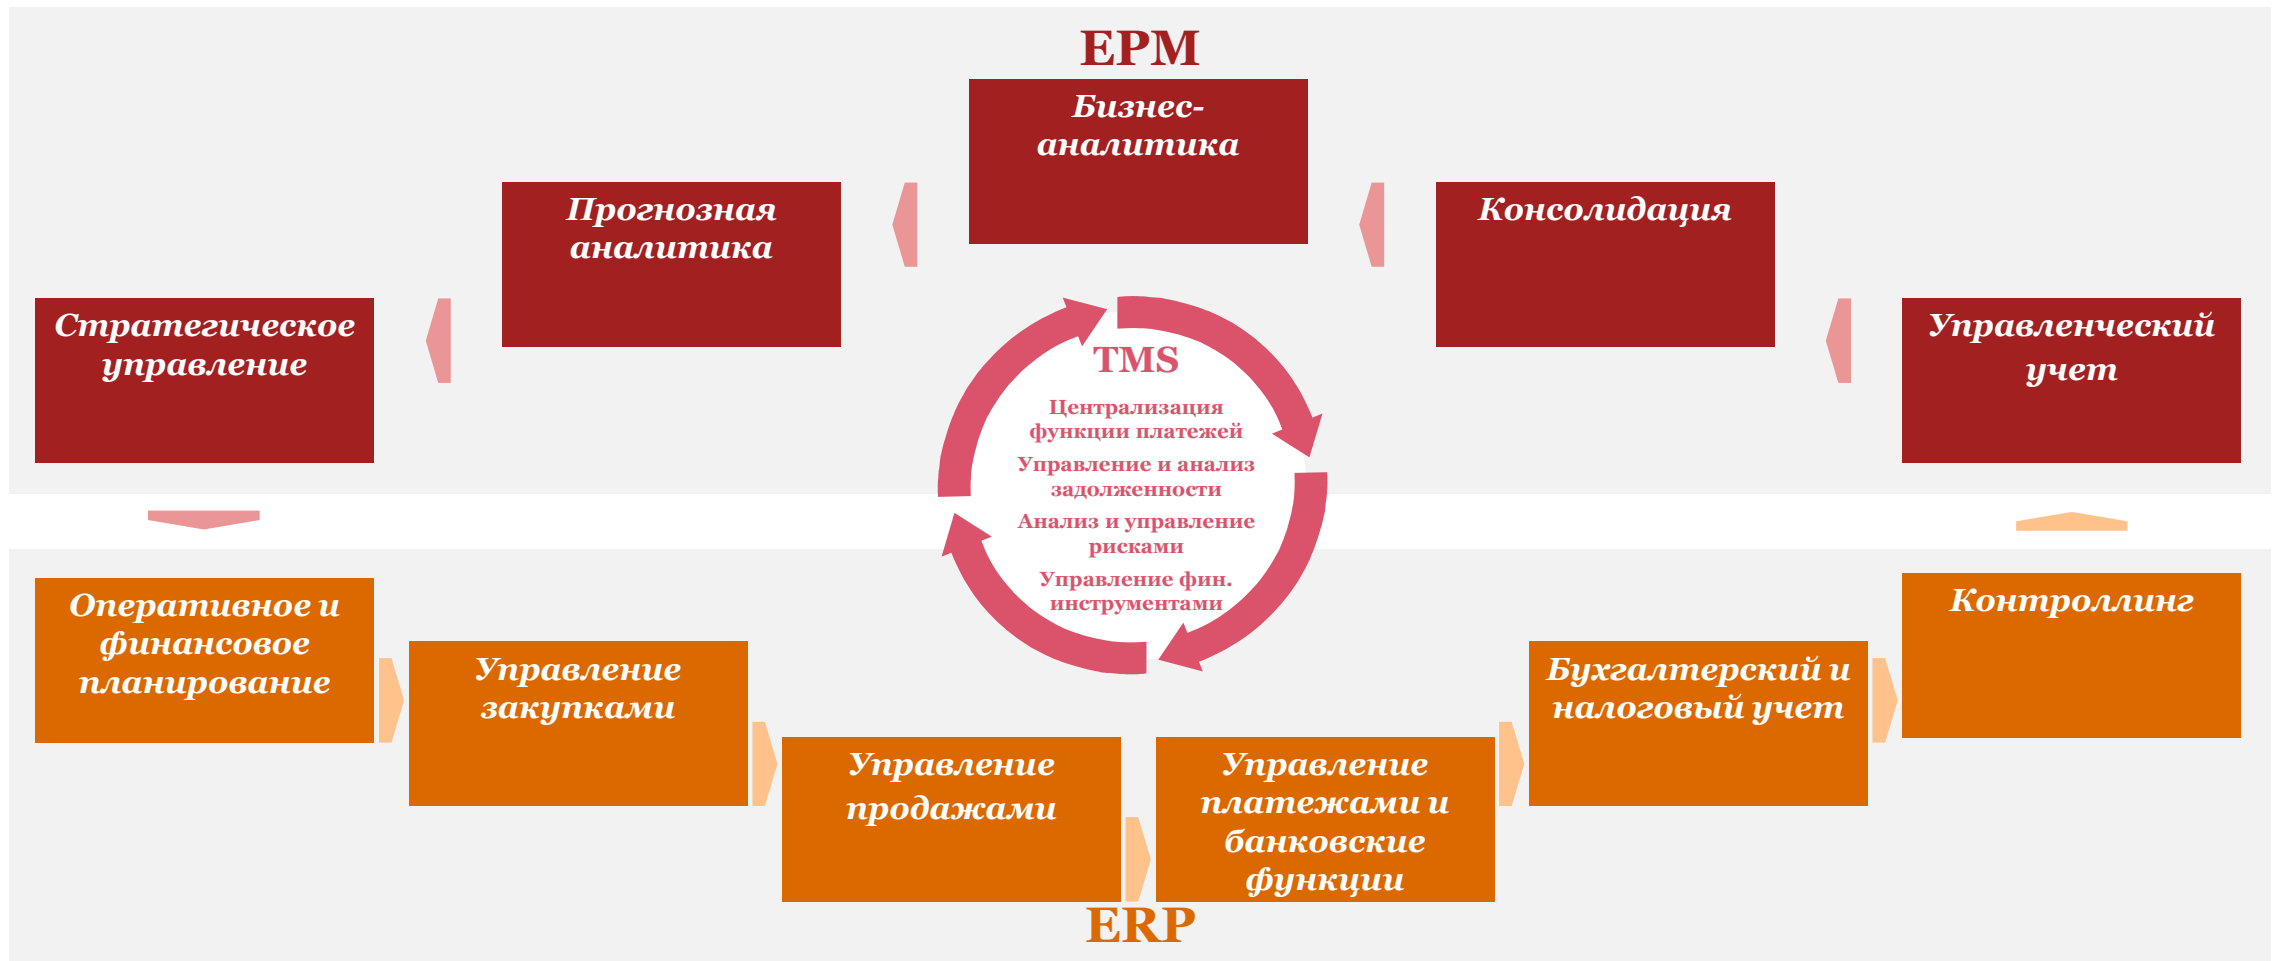 EPM
Бизнес-
аналитика
Прогнозная
аналитика
Консолидация
Стратегическое
управление
Управленческий
учет
TMS
Централизация
функции платежей
Управление и анализ
задолженности
Анализ и управление
рисками
Управление фин.
инструментами
Оперативное и
финансовое
планирование
Управление
закупками
Управление
продажами
Управление
платежами и
банковские
функции
Бухгалтерский и
налоговый учет
Контроллинг
ERP